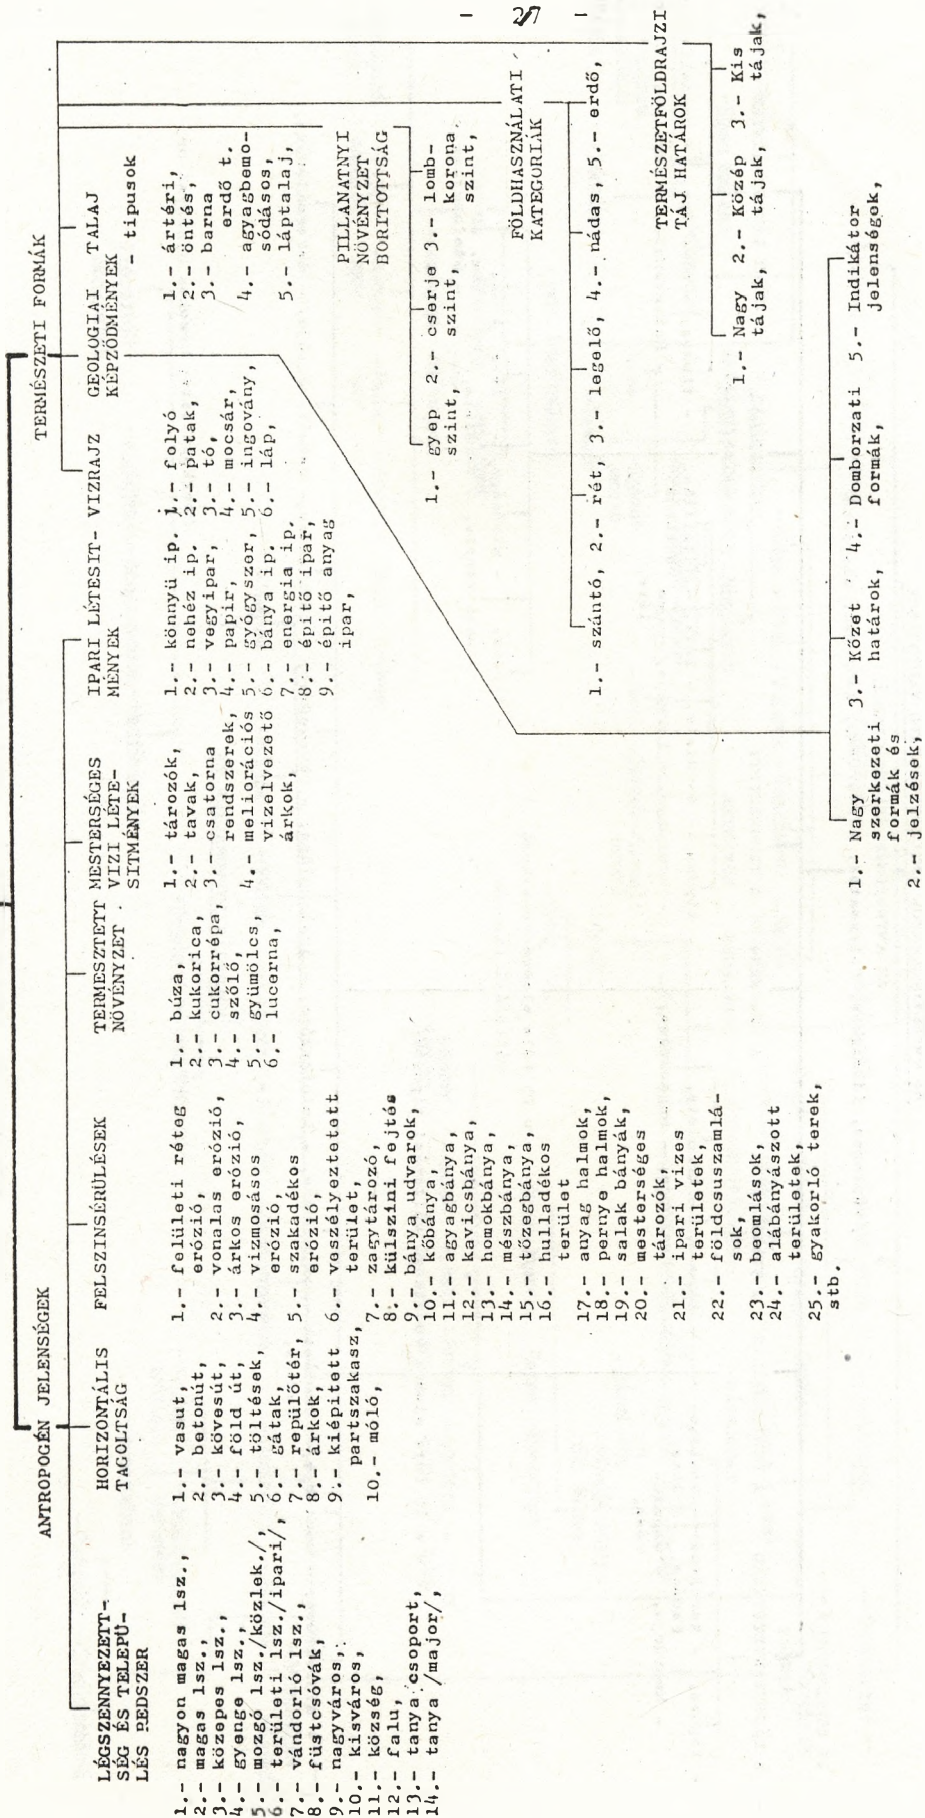 - 27 -
ANTROPOGÉN JELENSÉGEK
TERMÉSZETI FORMÁK
LÉGSZENNYEZETT-
SÉG ÉS TELEPÜ-
LÉS REDSZER
1.- nagyon magas lsz.,
2.- magas lsz.,
3.- közepes lsz.,
4.- gyenge lsz.,
5.- mozgó lsz./közlek./,
6.- területi lsz./ipari/,
7.- vándorló lsz.,
8.- füstcsóvák,
9.- nagyváros,
10.- kisváros,
11.- község,
12.- falu,
13.- tanya csoport,
14.- tanya /major/,
HORIZONTÁLIS
TAGOLTSÁG
1.- vasut,
2.- betonút,
3.- kövesút,
4.- föld út,
5.- töltések,
6.- gátak,
7.- repülőtér,
8.- árkok,
9.- kiépitett
partszakasz,
10.- móló,
FELSZINSÉRÜLÉSEK
1.- felületi réteg
erózió,
2.- vonalas erózió,
3.- árkos erózió,
4.- vizmosásos
erózió,
5.- szakadékos
erózió,
6.- veszélyeztetett
terület,
7.- zagytározó,
8.- külszini fejtés
9.- bánya udvarok,
10.- kőbánya,
11.- agyagbánya,
12.- kavicsbánya,
13.- homokbánya,
14.- mészbánya,
15.- tőzegbánya,
16.- hulladékos
terület
17.- anyag halmok,
18.- pernye halmok,
19.- salak bányák,
20.- mesterséges
tározók,
21.- ipari vizes
területek,
22.- földcsuszamlá-
sok,
23.- beomlások,
24.- alábányászott
területek,
25.- gyakorló terek,
stb.
TERMESZTETT
NÖVÉNYZET
1.- búza,
2.- kukorica,
3.- cukorrépa,
4.- szőlő,
5.- gyümölcs,
6.- lucerna,
MESTERSÉGES
VIZI LÉTE-
SITMÉNYEK
1.- tározók,
2.- tavak,
3.- csatorna
rendszerek,
4.- meliorációs
vizelvezető
árkok,
IPARI LÉTESIT-
MÉNYEK
1.- könnyü ip.
2.- nehéz ip.
3.- vegyipar,
4.- papir,
5.- gyógyszer,
6.- bánya ip.
7.- energia ip.
8.- épitő ipar,
9.- épitő anyag
ipar,
VIZRAJZ
1.- folyó
2.- patak,
3.- tó,
4.- mocsár,
5.- ingovány,
6.- láp,
GEOLOGIAI
KÉPZŐDMÉNYEK
TALAJ
- tipusok
1.- ártéri,
2.- öntés,
3.- barna
erdő t.
4.- agyagbemo-
sódásos,
5.- láptalaj,
PILLANATNYI
NÖVÉNYZET
BORITOTTSÁG
1.- gyep 2.- cserje 3.- lomb-
szint, szint, korona
szint,
FÖLDHASZNÁLATI
KATEGORIÁK
1.- szántó, 2.- rét, 3.- legelő, 4.- nádas, 5.- erdő,
TERMÉSZETFÖLDRAJZI
TÁJ HATÁROK
1.- Nagy 2.- Közép 3.- Kis
tájak, tájak, tájak,
1.- Nagy 3.- Kőzet 4.- Domborzati 5.- Indikátor
szerkezeti határok, formák, jelenségek,
formák és
2.- jelzések,